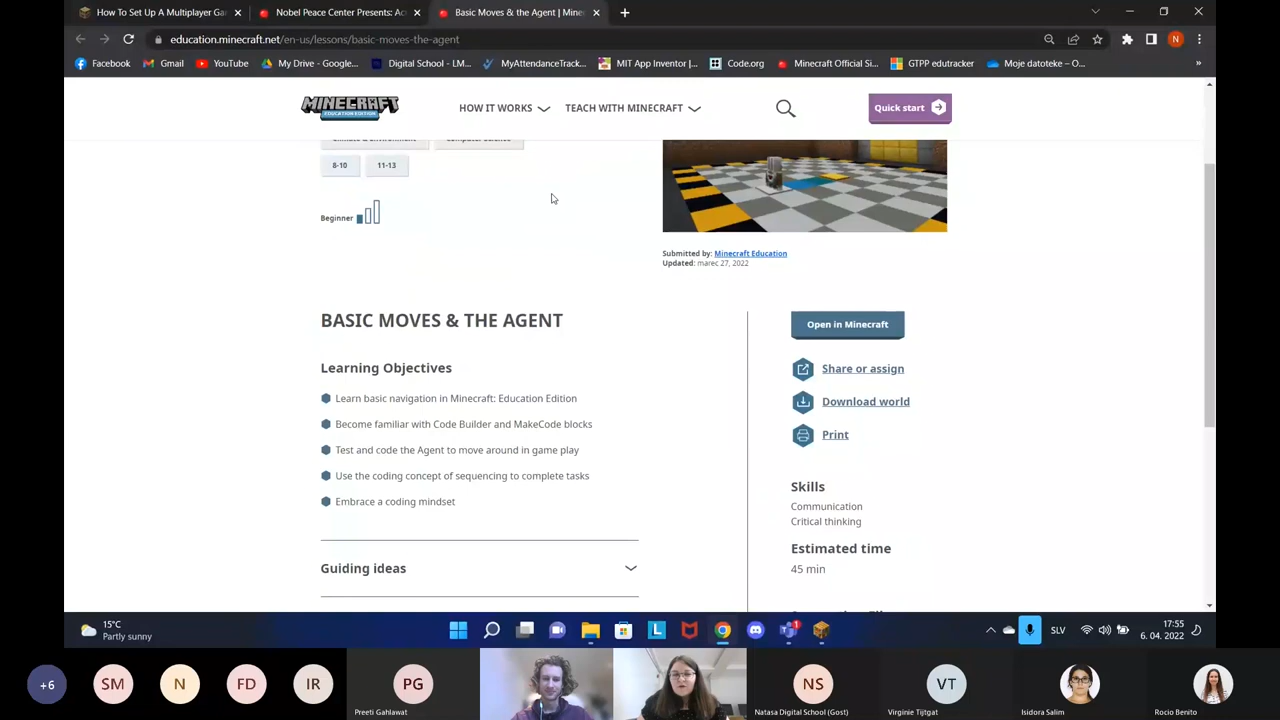 How To Set Up A Multiplayer Ga
Nobel Peace Center Presents: Ac
Basic Moves & The Agent | Mine
education.minecraft.net/en-us/lessons/basic-moves-the-agent
N
Facebook
Gmail
YouTube
My Drive - Google...
Digital School - LM...
MyAttendanceTrack...
MIT App Inventor |...
Code.org
Minecraft Official Si...
GTPP edutracker
Moje datoteke – O...
»
MINECRAFT
EDUCATION EDITION
HOW IT WORKS
TEACH WITH MINECRAFT
Quick start
Climate & Environment
Computer Science
8-10
11-13
Beginner
Submitted by: Minecraft Education
Updated: marec 27, 2022
BASIC MOVES & THE AGENT
Learning Objectives
Learn basic navigation in Minecraft: Education Edition
Become familiar with Code Builder and MakeCode blocks
Test and code the Agent to move around in game play
Use the coding concept of sequencing to complete tasks
Embrace a coding mindset
Guiding ideas
Open in Minecraft
Share or assign
Download world
Print
Skills
Communication
Critical thinking
Estimated time
45 min
15°C
Partly sunny
L
1
SLV
17:55
6. 04. 2022
+6
SM
N
FD
IR
PG
Preeti Gahlawat
NS
Natasa Digital School (Gost)
VT
Virginie Tijtgat
Isidora Salim
Rocio Benito